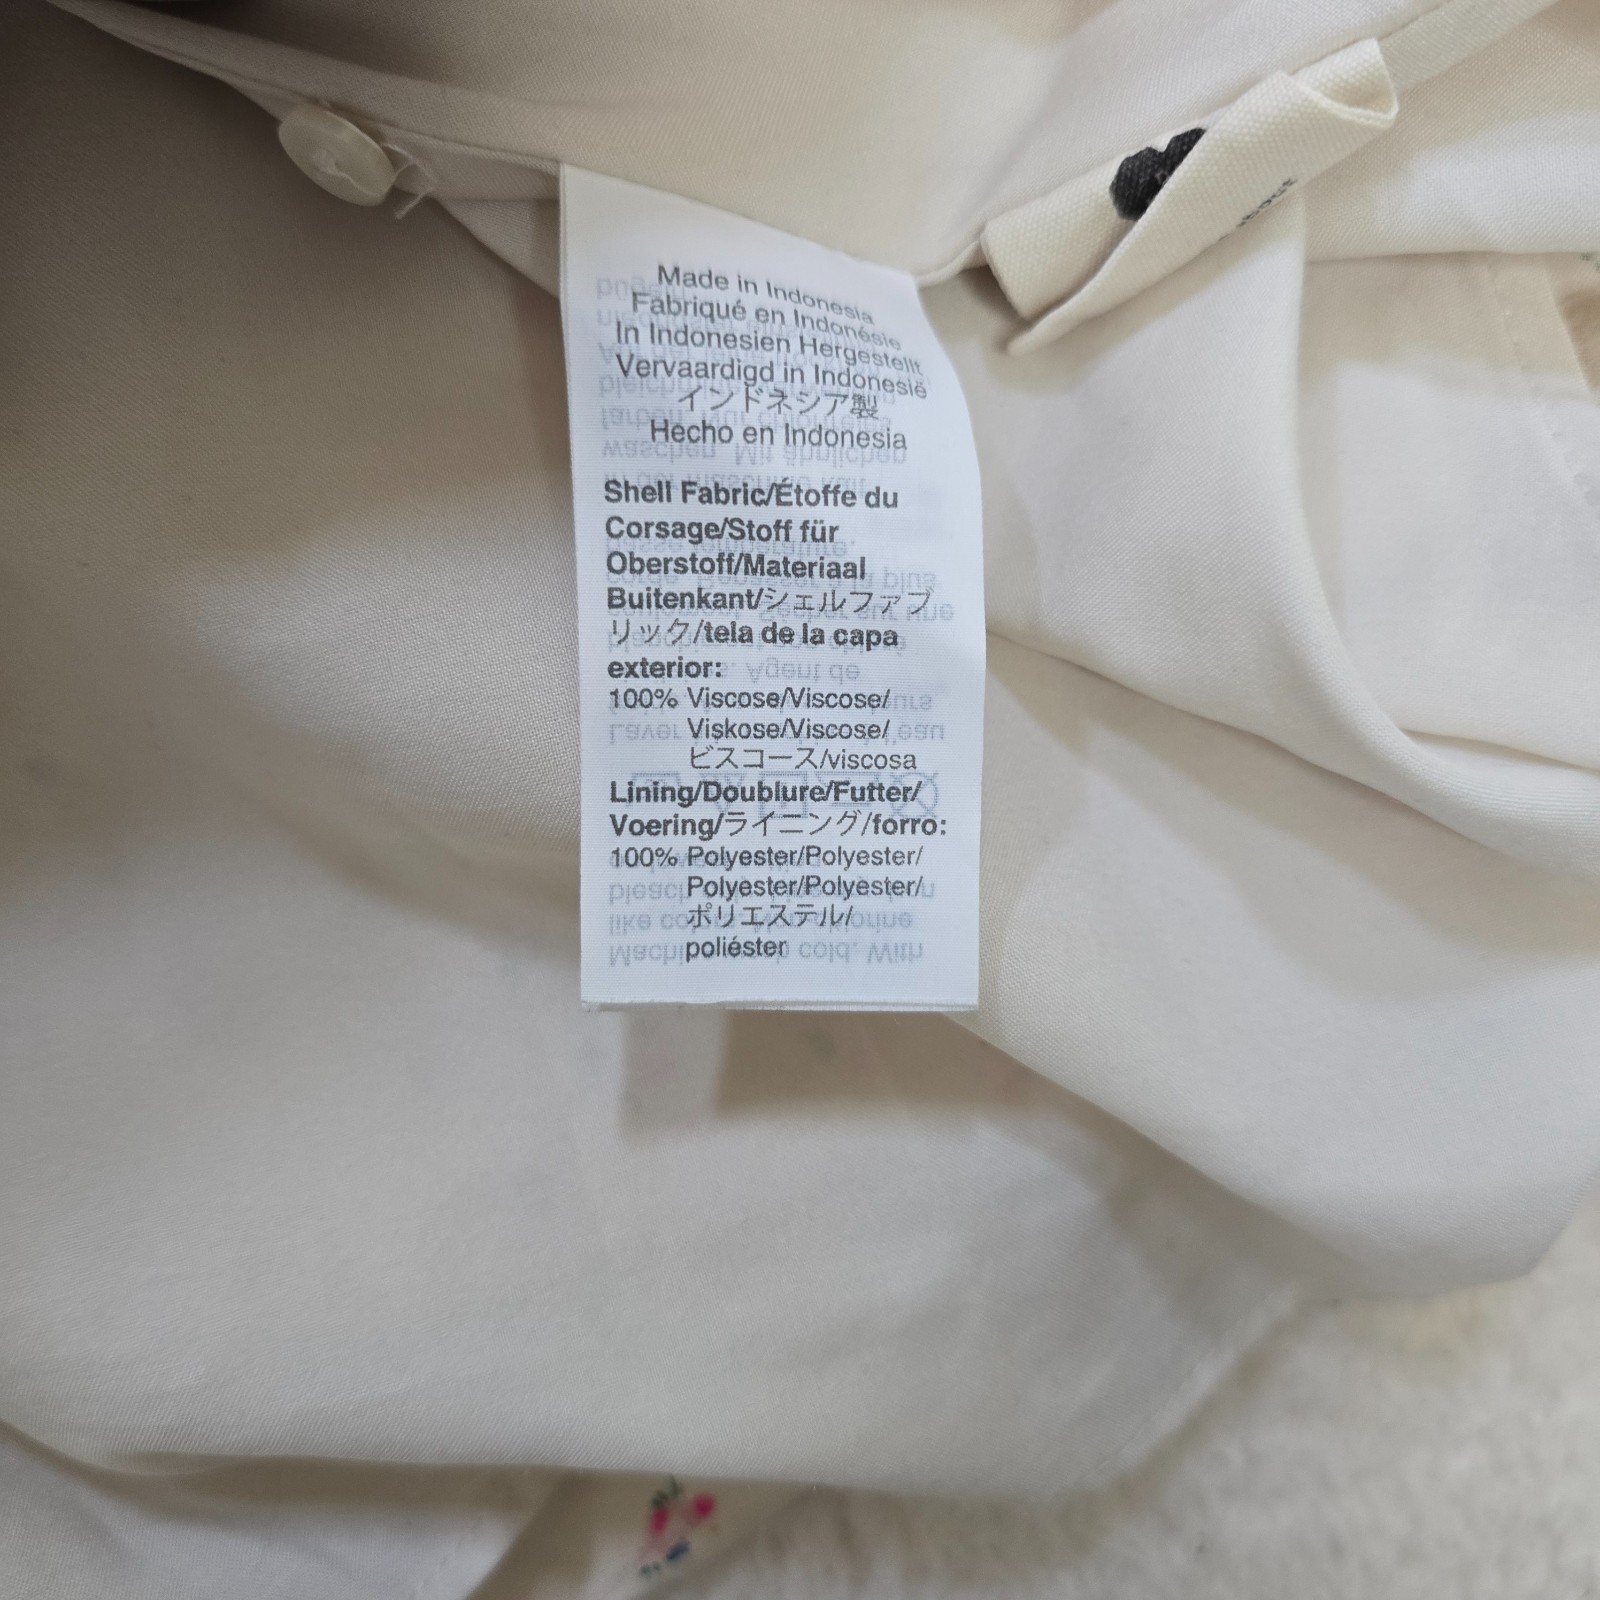 Made in Indonesia
Fabriqué en Indonésie
In Indonesien Hergestellt
Vervaardigd in Indonesië
インドネシア製
Hecho en Indonesia
Shell Fabric/Étoffe du
Corsage/Stoff für
Oberstoff/Materiaal
Buitenkant/シェルファブ
リック/tela de la capa
exterior:
100% Viscose/Viscose/
Viskose/Viscose/
ビスコース/viscosa
Lining/Doublure/Futter/
Voering/ライニング/forro:
100% Polyester/Polyester/
Polyester/Polyester/
ポリエステル/
poliéster